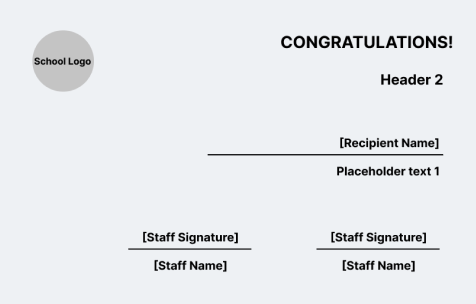 CONGRATULATIONS!
School Logo
Header 2
[Recipient Name]
Placeholder text 1
[Staff Signature] [Staff Signature]
[Staff Name] [Staff Name]